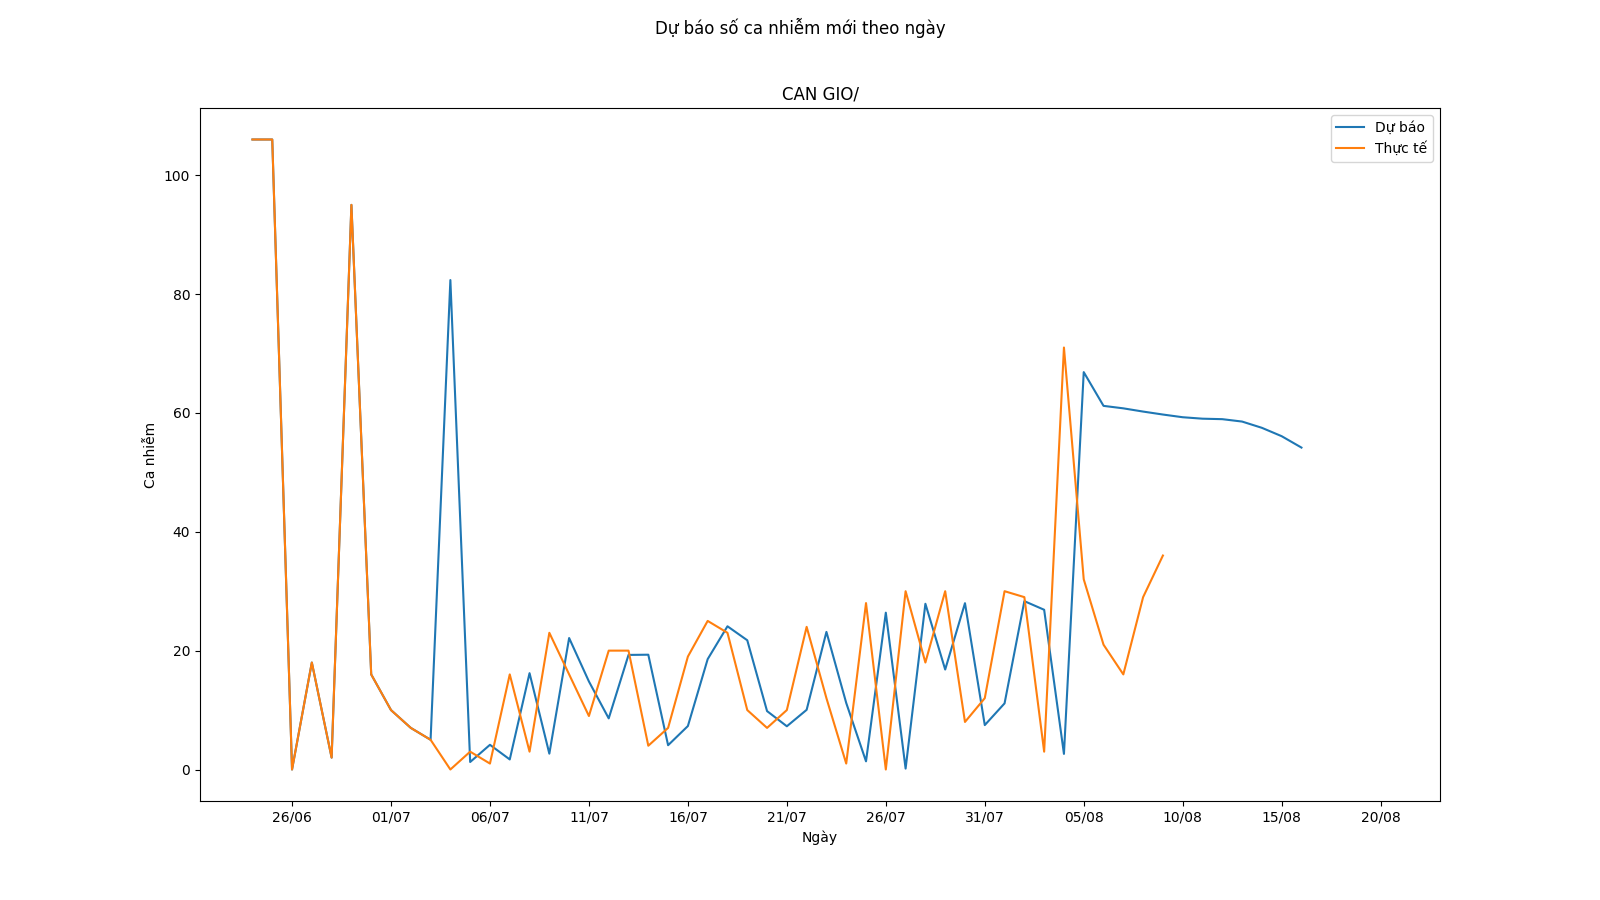 Dự báo số ca nhiễm mới theo ngày
CAN GIO/
Dự báo
Thực tế
100
80
60
40
20
0
Ca nhiễm
26/06 01/07 06/07 11/07 16/07 21/07 26/07 31/07 05/08 10/08 15/08 20/08
Ngày